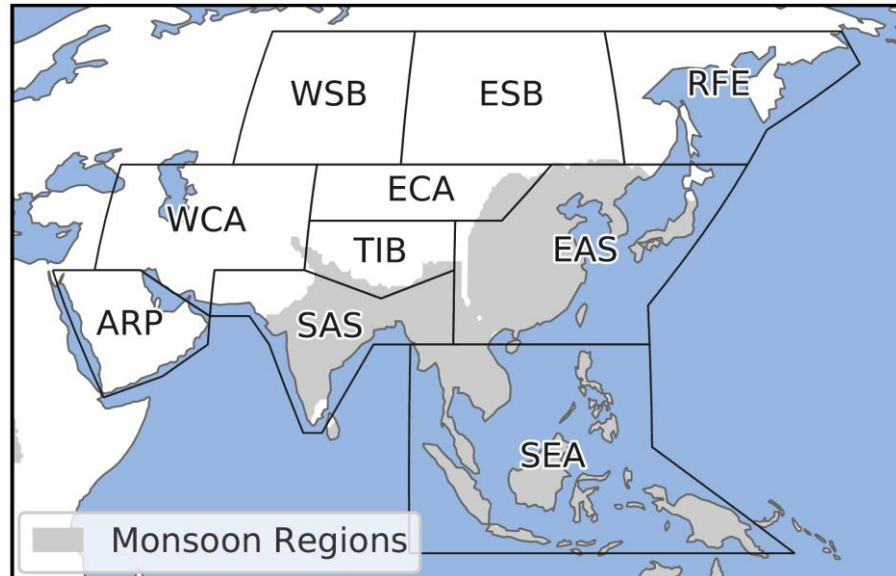 WSB
ESB
RFE
ECA
WCA
TIB
EAS
ARP
SAS
SEA
Monsoon Regions